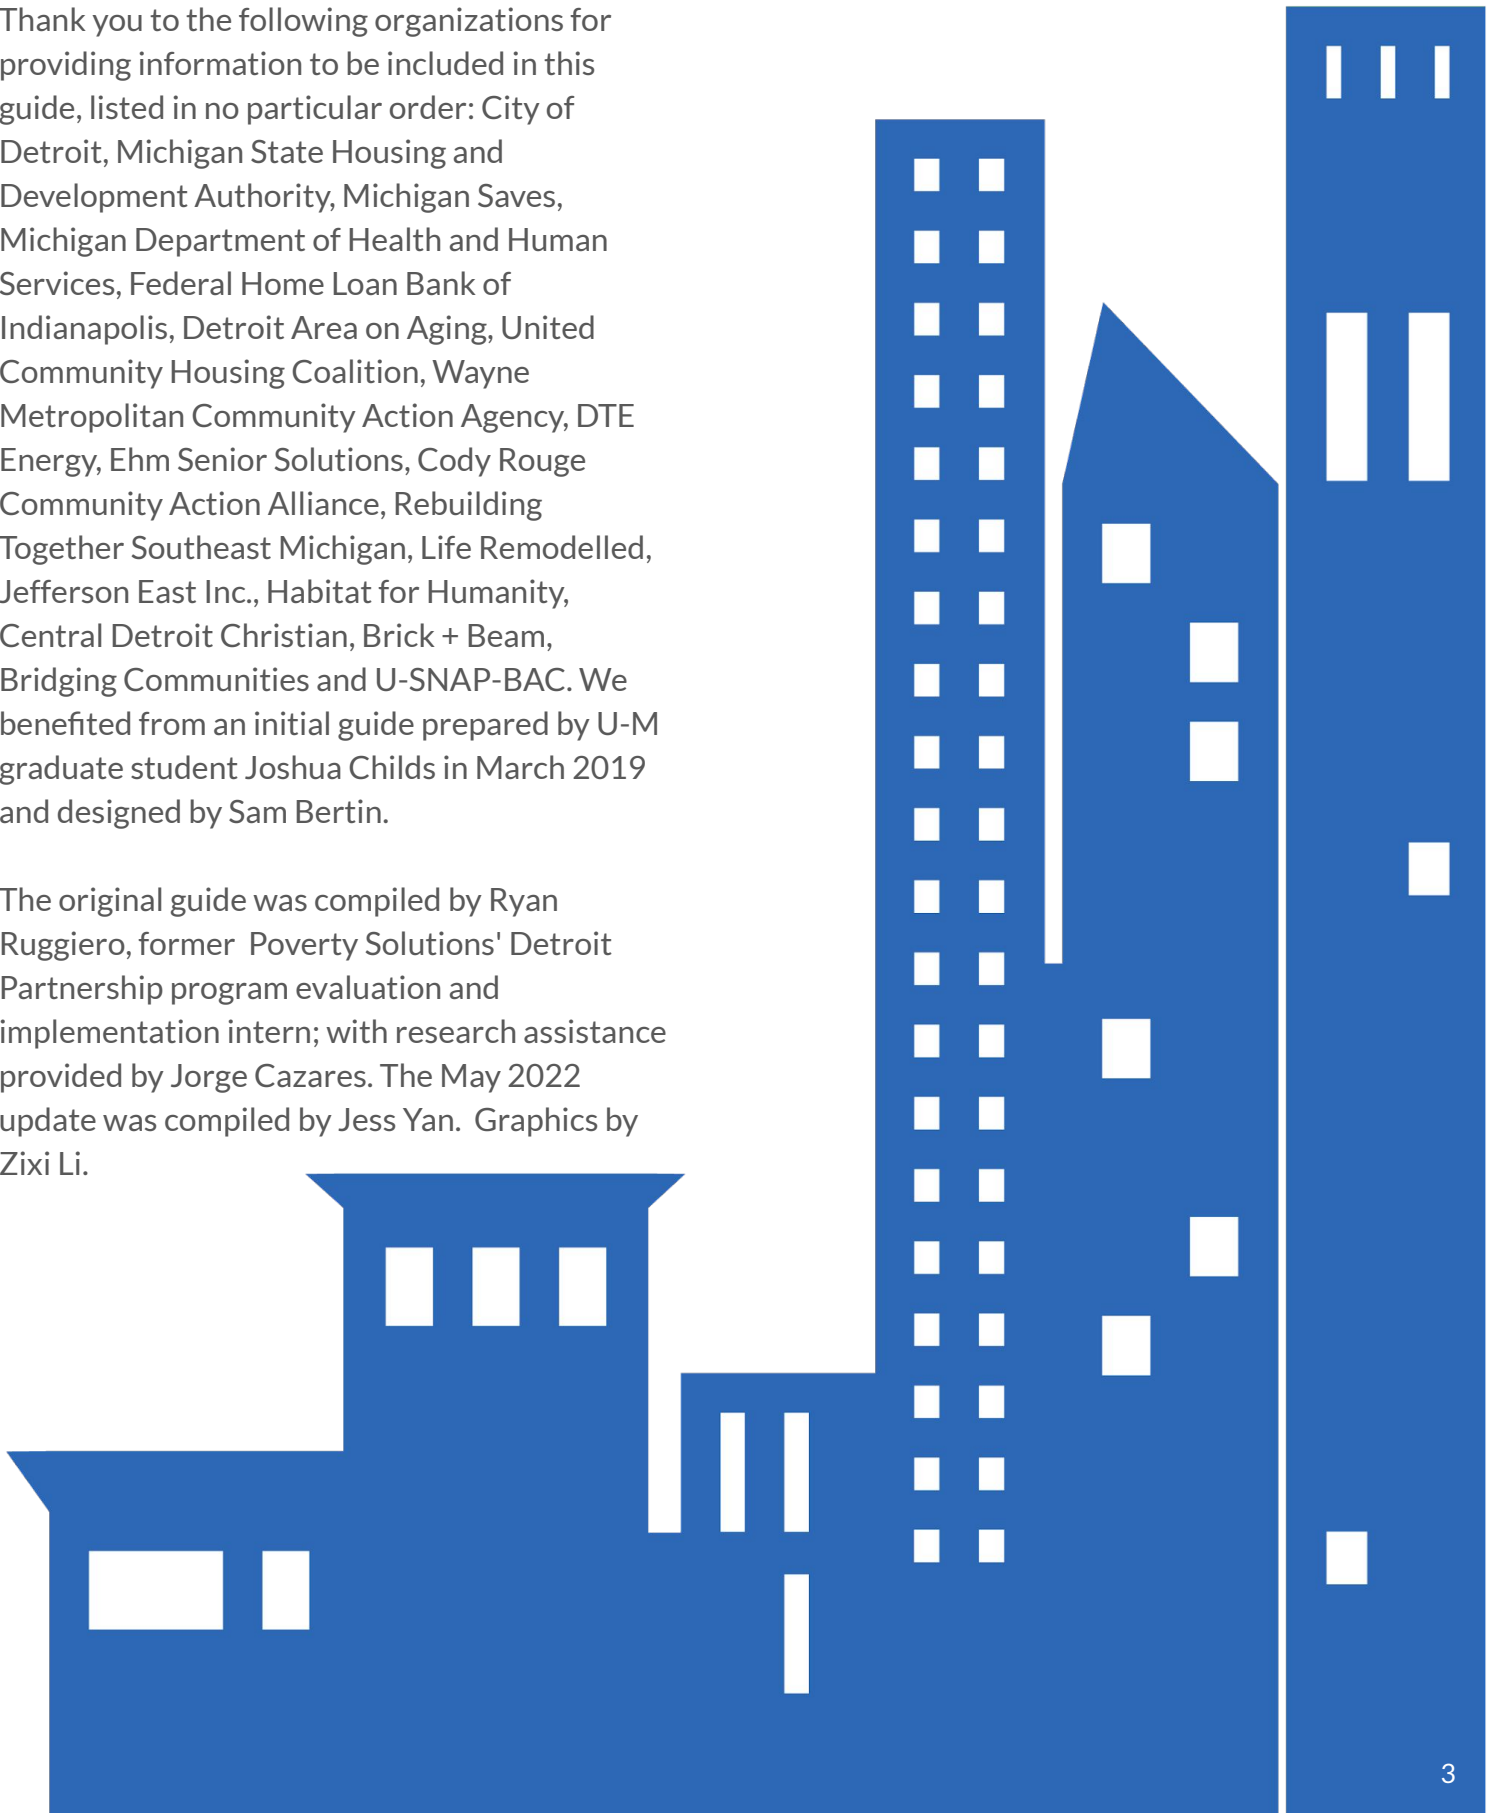 Thank you to the following organizations for
providing information to be included in this
guide, listed in no particular order: City of
Detroit, Michigan State Housing and
Development Authority, Michigan Saves,
Michigan Department of Health and Human
Services, Federal Home Loan Bank of
Indianapolis, Detroit Area on Aging, United
Community Housing Coalition, Wayne
Metropolitan Community Action Agency, DTE
Energy, Ehm Senior Solutions, Cody Rouge
Community Action Alliance, Rebuilding
Together Southeast Michigan, Life Remodelled,
Jefferson East Inc., Habitat for Humanity,
Central Detroit Christian, Brick + Beam,
Bridging Communities and U-SNAP-BAC. We
benefited from an initial guide prepared by U-M
graduate student Joshua Childs in March 2019
and designed by Sam Bertin.
The original guide was compiled by Ryan
Ruggiero, former  Poverty Solutions' Detroit
Partnership program evaluation and
implementation intern; with research assistance
provided by Jorge Cazares. The May 2022
update was compiled by Jess Yan.  Graphics by
Zixi Li.
3